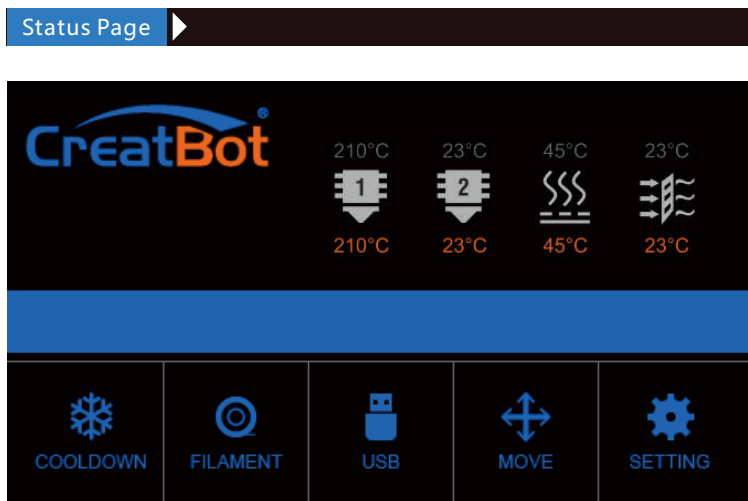 Status Page
CreatBot®
210°C 23°C 45°C 23°C
1 2
210°C 23°C 45°C 23°C
COOLDOWN FILAMENT USB MOVE SETTING